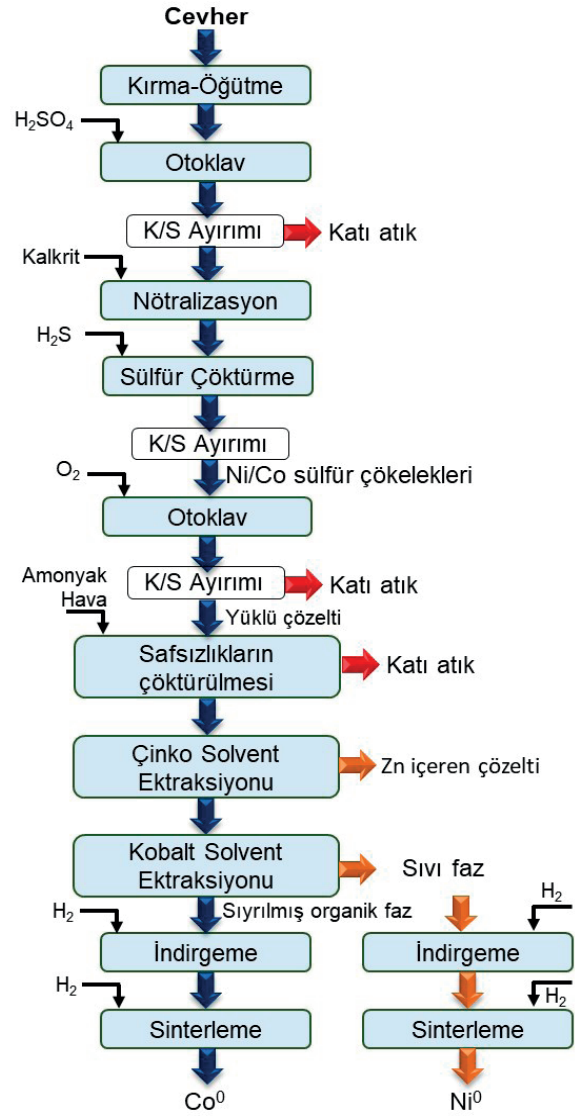 Cevher
Kırma-Öğütme
H₂SO₄
Otoklav
K/S Ayırımı
Katı atık
Kalkrit
Nötralizasyon
H₂S
Sülfür Çöktürme
K/S Ayırımı
Ni/Co sülfür çökelekleri
O₂
Otoklav
K/S Ayırımı
Katı atık
Amonyak
Hava
Yüklü çözelti
Safsızlıkların
çöktürülmesi
Katı atık
Çinko Solvent
Ektraksiyonu
Zn içeren çözelti
Kobalt Solvent
Ektraksiyonu
Sıvı faz
Sıyrılmış organik faz
H₂
H₂
İndirgeme
İndirgeme
H₂
H₂
Sinterleme
Sinterleme
Co⁰
Ni⁰